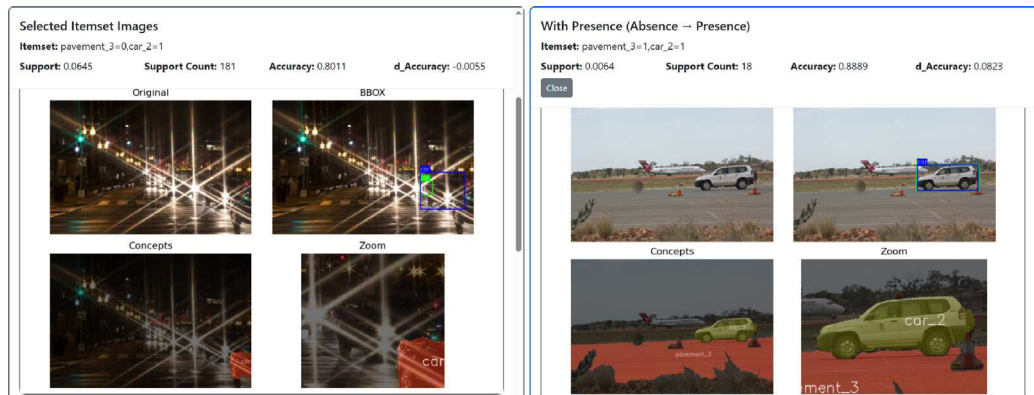 Selected Itemset Images
Itemset: pavement_3=0,car_2=1
Support: 0.0645 Support Count: 181 Accuracy: 0.8011 d_Accuracy: -0.0055
Original BBOX
Concepts Zoom
car
With Presence (Absence → Presence)
Itemset: pavement_3=1,car_2=1
Support: 0.0064 Support Count: 18 Accuracy: 0.8889 d_Accuracy: 0.0823
Close
Concepts Zoom
car_2
pavement_3
car_2
ment_3